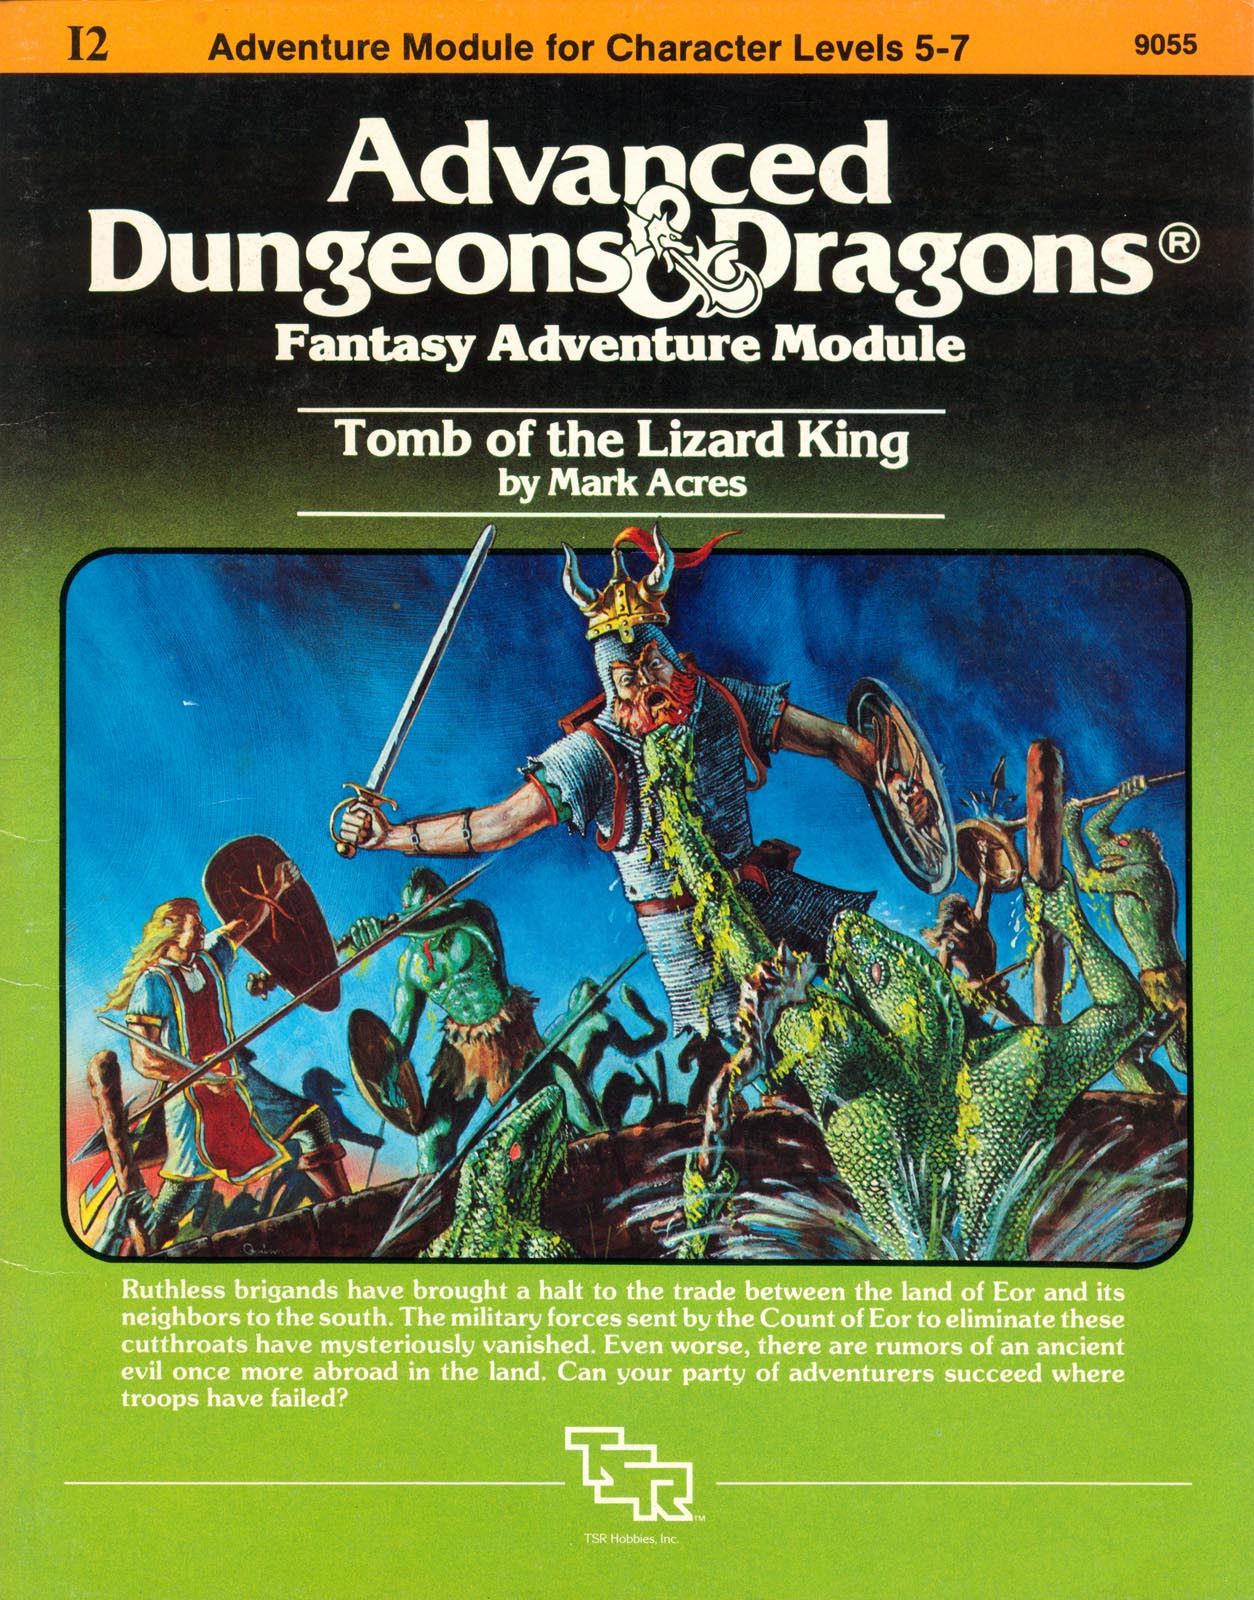 I2 Adventure Module for Character Levels 5-7 9055
Advanced
Dungeons & Dragons®
Fantasy Adventure Module
Tomb of the Lizard King
by Mark Acres
Quinn
Ruthless brigands have brought a halt to the trade between the land of Eor and its
neighbors to the south. The military forces sent by the Count of Eor to eliminate these
cutthroats have mysteriously vanished. Even worse, there are rumors of an ancient
evil once more abroad in the land. Can your party of adventurers succeed where
troops have failed?
TSR™
TSR Hobbies, Inc.